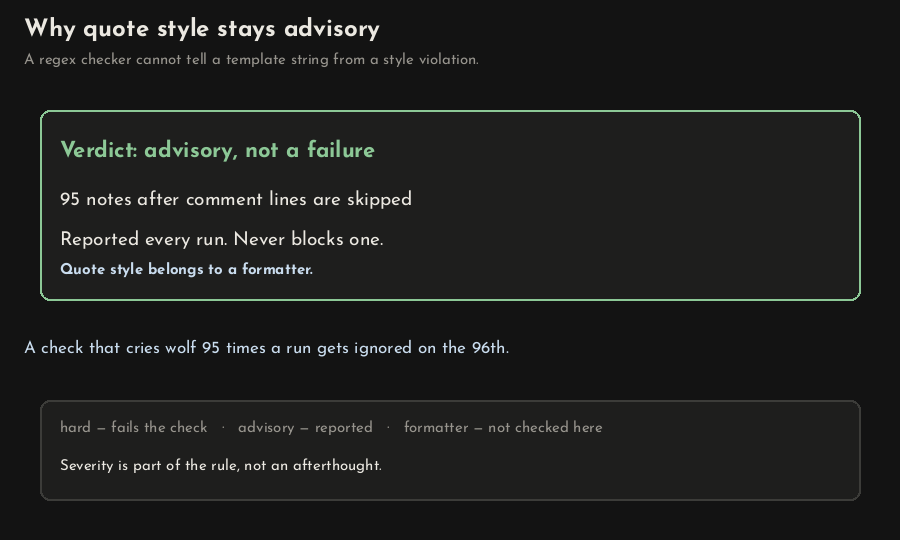 Why quote style stays advisory
A regex checker cannot tell a template string from a style violation.
Verdict: advisory, not a failure
95 notes after comment lines are skipped
Reported every run. Never blocks one.
Quote style belongs to a formatter.
A check that cries wolf 95 times a run gets ignored on the 96th.
hard — fails the check · advisory — reported · formatter — not checked here
Severity is part of the rule, not an afterthought.